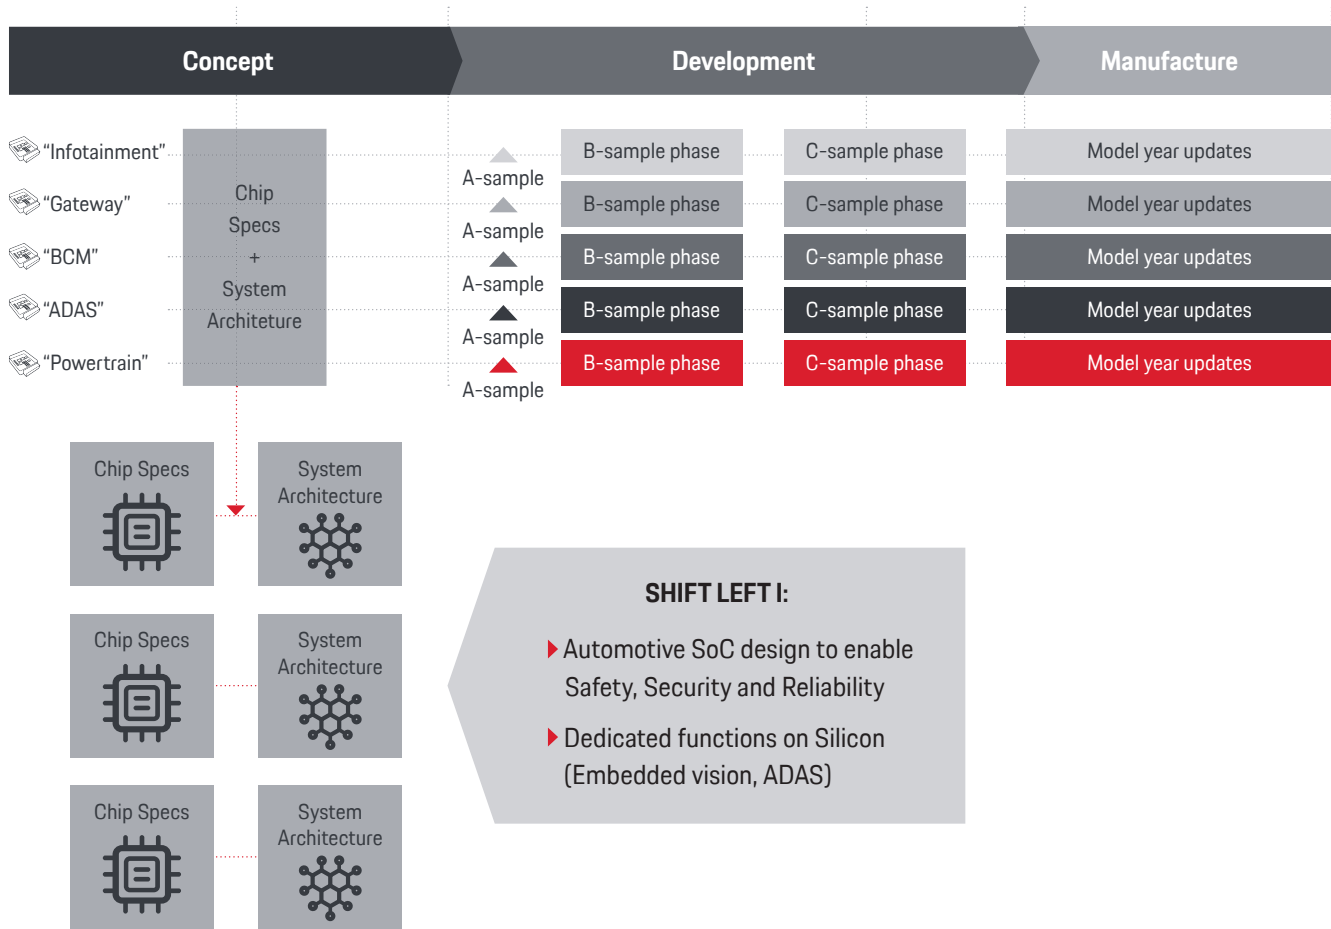 Concept
Development
Manufacture
“Infotainment”
B-sample phase
C-sample phase
Model year updates
A-sample
“Gateway”
B-sample phase
C-sample phase
Model year updates
A-sample
“BCM”
B-sample phase
C-sample phase
Model year updates
A-sample
“ADAS”
B-sample phase
C-sample phase
Model year updates
A-sample
“Powertrain”
B-sample phase
C-sample phase
Model year updates
A-sample
Chip
Specs
+
System
Architeture
Chip Specs
System
Architecture
Chip Specs
System
Architecture
Chip Specs
System
Architecture
SHIFT LEFT I:
Automotive SoC design to enable
Safety, Security and Reliability
Dedicated functions on Silicon
(Embedded vision, ADAS)